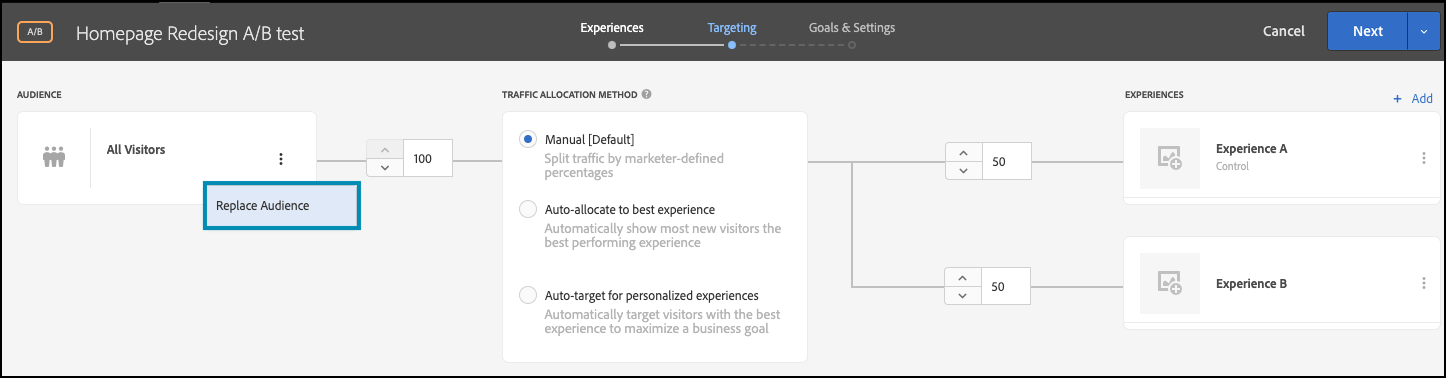 A/B
Homepage Redesign A/B test
Experiences
Targeting
Goals & Settings
Cancel
Next
AUDIENCE
All Visitors
Replace Audience
100
TRAFFIC ALLOCATION METHOD ?
Manual [Default]
Split traffic by marketer-defined
percentages
Auto-allocate to best experience
Automatically show most new visitors the
best performing experience
Auto-target for personalized experiences
Automatically target visitors with the best
experience to maximize a business goal
50
50
EXPERIENCES
+ Add
Experience A
Control
Experience B